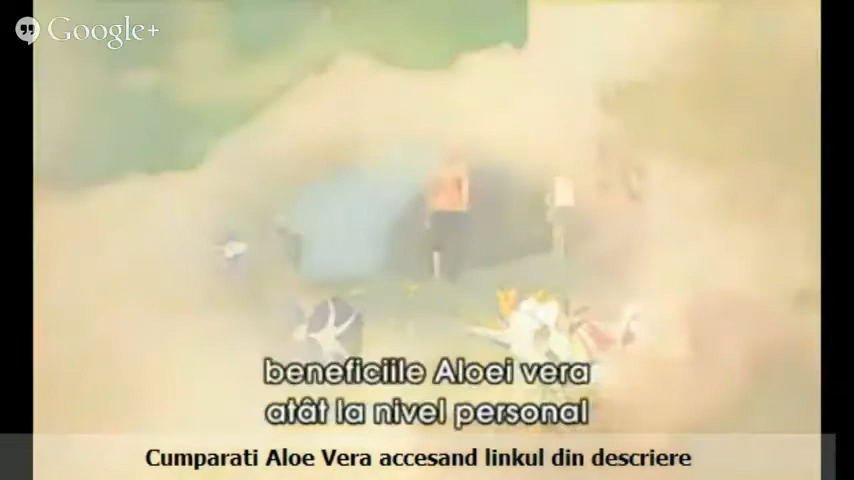 Google+
beneficiile Aloei vera
atât la nivel personal
Cumparati Aloe Vera accesand linkul din descriere